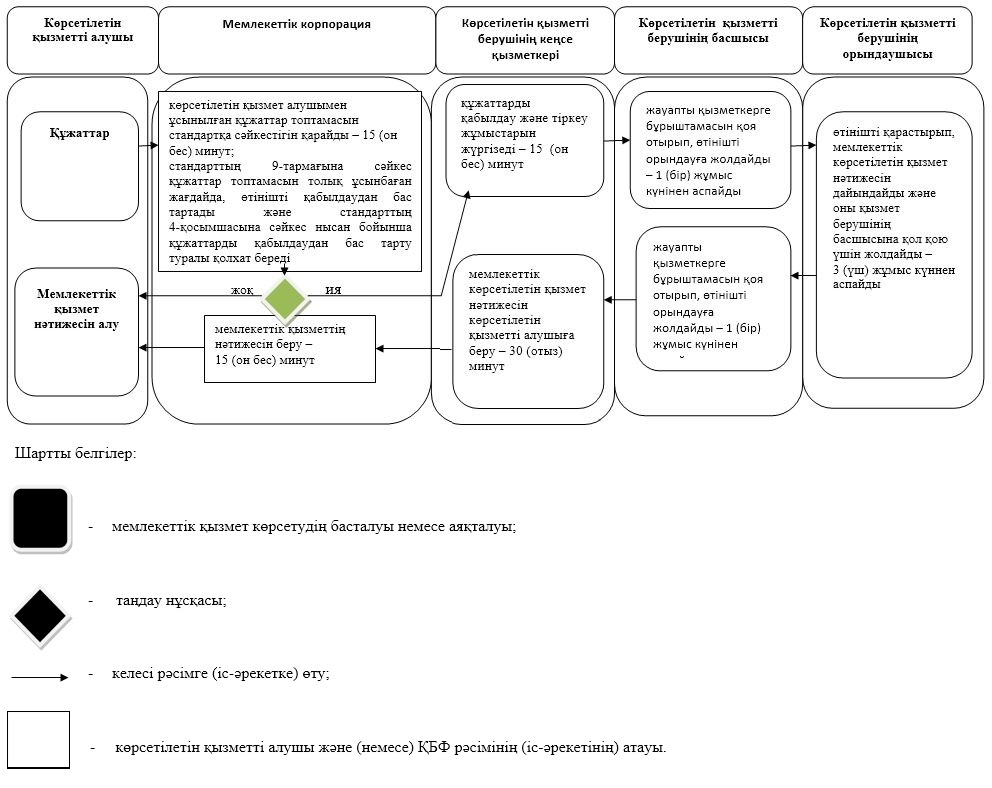 Көрсетілетін
қызметті алушы
Мемлекеттік корпорация
Көрсетілетін қызметті
берушінің кеңсе
қызметкері
Көрсетілетін қызметті
берушінің басшысы
Көрсетілетін қызметті
берушінің
орындаушысы
Құжаттар
көрсетілетін қызмет алушымен
ұсынылған құжаттар топтамасын
стандартқа сәйкестігін қарайды – 15 (он
бес) минут;
стандарттың 9-тармағына сәйкес
құжаттар топтамасын толық ұсынбаған
жағдайда, өтінішті қабылдаудан бас
тартады және стандарттың
4-қосымшасына сәйкес нысан бойынша
құжаттарды қабылдаудан бас тарту
туралы қолхат береді
құжаттарды
қабылдау және тіркеу
жұмыстарын
жүргізеді – 15 (он
бес) минут
жауапты қызметкерге
бұрыштамасын қоя
отырып, өтінішті
орындауға жолдайды
– 1 (бір) жұмыс
күнінен аспайды
өтінішті қарастырып,
мемлекеттік
көрсетілетін қызмет
нәтижесін
дайындайды және
оны қызмет
берушінің
басшысына қол қою
үшін жолдайды –
3 (үш) жұмыс күннен
аспайды
Мемлекеттік
қызмет
нәтижесін алу
жоқ
ия
мемлекеттік қызметтің
нәтижесін беру –
15 (он бес) минут
мемлекеттік
көрсетілетін қызмет
нәтижесін
көрсетілетін
қызметті алушыға
беру – 30 (отыз)
минут
жауапты
қызметкерге
бұрыштамасын қоя
отырып, өтінішті
орындауға
жолдайды – 1 (бір)
жұмыс күнінен
Шартты белгілер:
- мемлекеттік қызмет көрсетудің басталуы немесе аяқталуы;
- таңдау нұсқасы;
- келесі рәсімге (іс-әрекетке) өту;
- көрсетілетін қызметті алушы және (немесе) ҚБФ рәсімінің (іс-әрекетінің) атауы.